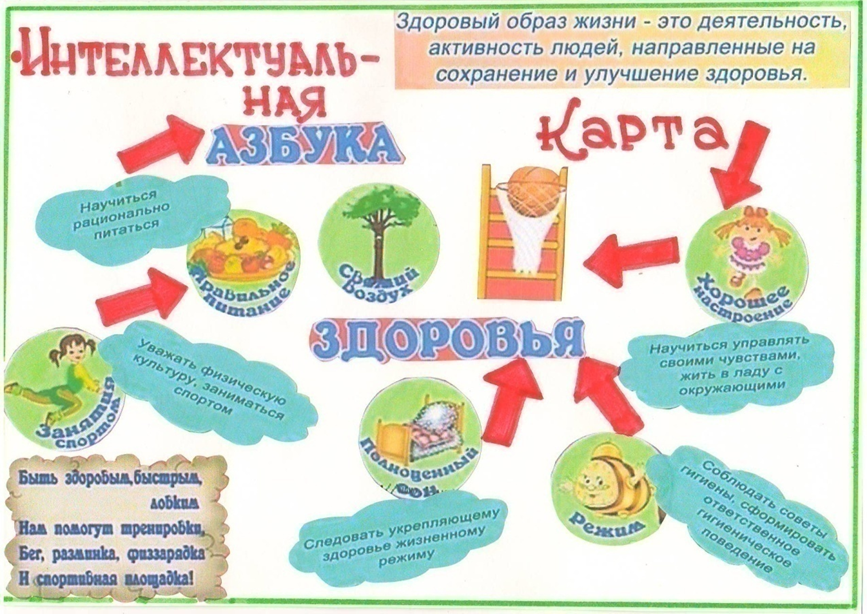 •Интеллектуаль-
ная
АЗБУКА
Здоровый образ жизни - это деятельность,
активность людей, направленные на
сохранение и улучшение здоровья.
Карта
Научиться
рационально
питаться
Правильное
питание
Свежий
воздух
Хорошее
настроение
ЗДОРОВЬЯ
Уважать физическую
культуру, заниматься
спортом
Занятия
спортом
Научиться управлять
своими чувствами,
жить в ладу с
окружающими
Полноценный
сон
Режим
Следовать укрепляющему
здоровье жизненному
режиму
Соблюдать советы
гигиены, сформировать
ответственное
гигиеническое
поведение
Быть здоровым,быстрым,
ловким
Нам помогут тренировки,
Бег, разминка, физзарядка
И спортивная площадка!